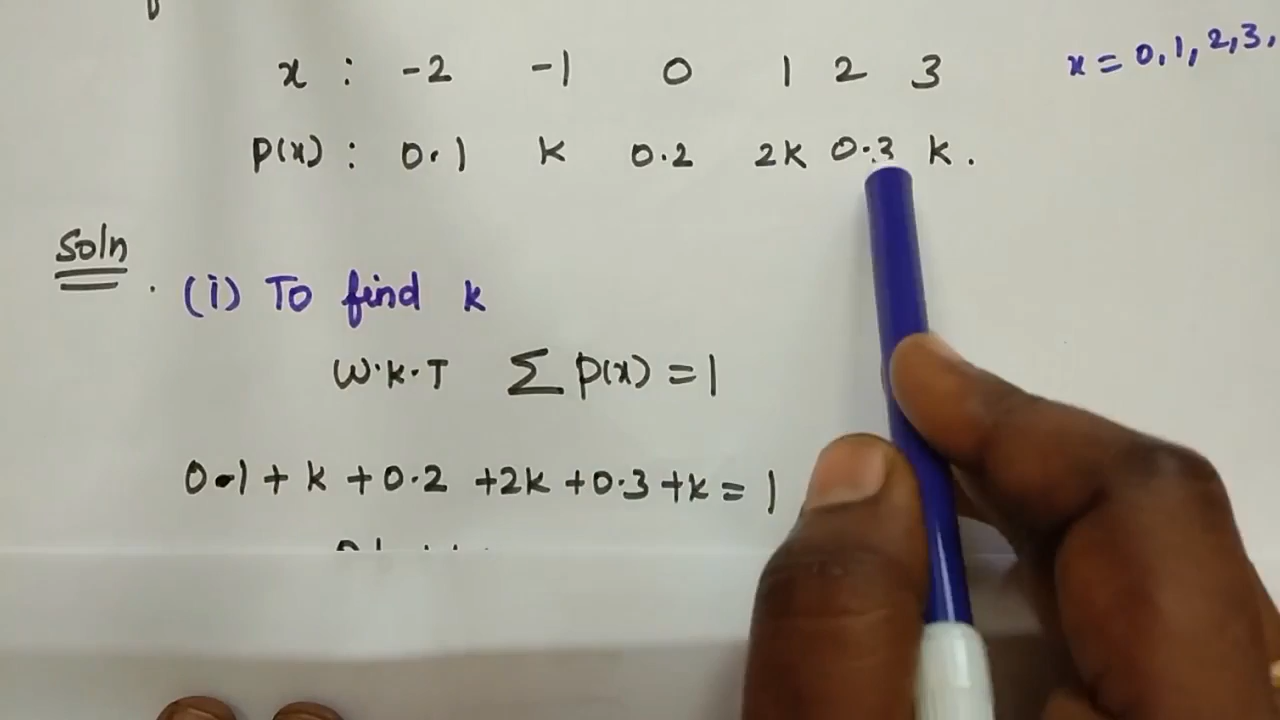 x : -2 -1 0 1 2 3
x = 0, 1, 2, 3,
P(x) : 0.1 k 0.2 2k 0.3 k.
Soln
(i) To find k
W.K.T Σ P(x) = 1
0.1 + k + 0.2 + 2k + 0.3 + k = 1